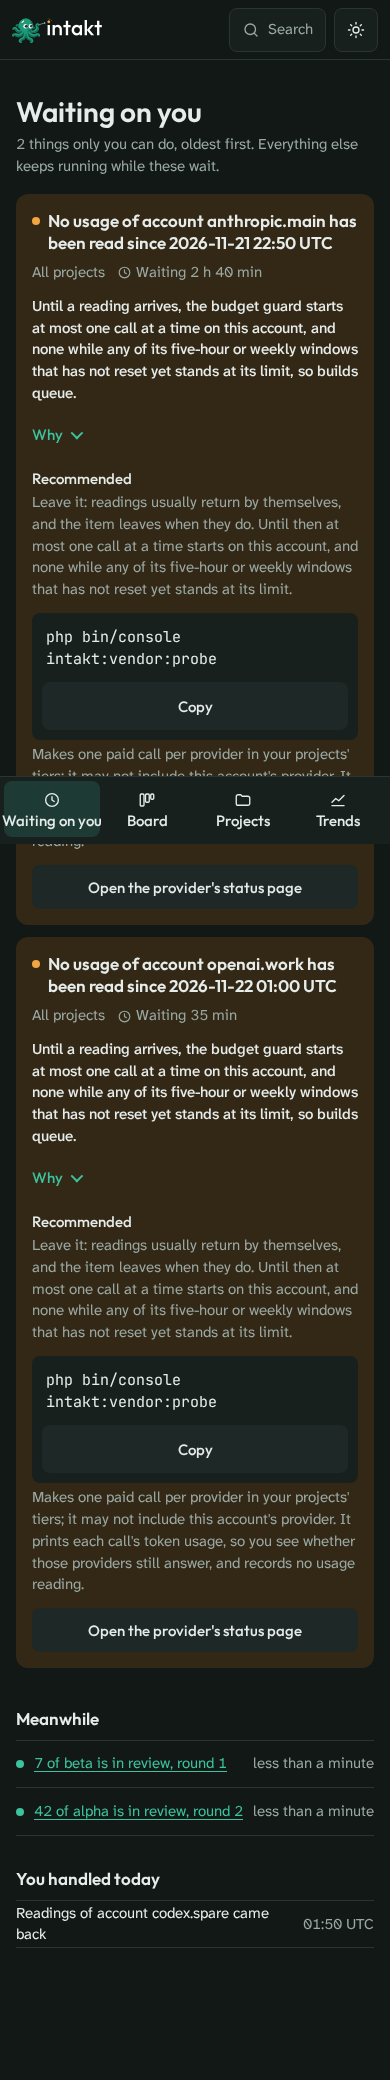 intakt
Search
Waiting on you
2 things only you can do, oldest first. Everything else
keeps running while these wait.
No usage of account anthropic.main has
been read since 2026-11-21 22:50 UTC
All projects Waiting 2 h 40 min
Until a reading arrives, the budget guard starts
at most one call at a time on this account, and
none while any of its five-hour or weekly windows
that has not reset yet stands at its limit, so builds
queue.
Why
Recommended
Leave it: readings usually return by themselves,
and the item leaves when they do. Until then at
most one call at a time starts on this account, and
none while any of its five-hour or weekly windows
that has not reset yet stands at its limit.
php bin/console
intakt:vendor:probe
Copy
Makes one paid call per provider in your projects'
tiers; it may not include this account's provider. It
Waiting on you
Board
Projects
Trends
reading.
Open the provider's status page
No usage of account openai.work has
been read since 2026-11-22 01:00 UTC
All projects Waiting 35 min
Until a reading arrives, the budget guard starts
at most one call at a time on this account, and
none while any of its five-hour or weekly windows
that has not reset yet stands at its limit, so builds
queue.
Why
Recommended
Leave it: readings usually return by themselves,
and the item leaves when they do. Until then at
most one call at a time starts on this account, and
none while any of its five-hour or weekly windows
that has not reset yet stands at its limit.
php bin/console
intakt:vendor:probe
Copy
Makes one paid call per provider in your projects'
tiers; it may not include this account's provider. It
prints each call's token usage, so you see whether
those providers still answer, and records no usage
reading.
Open the provider's status page
Meanwhile
7 of beta is in review, round 1 less than a minute
42 of alpha is in review, round 2 less than a minute
You handled today
Readings of account codex.spare came
back
01:50 UTC